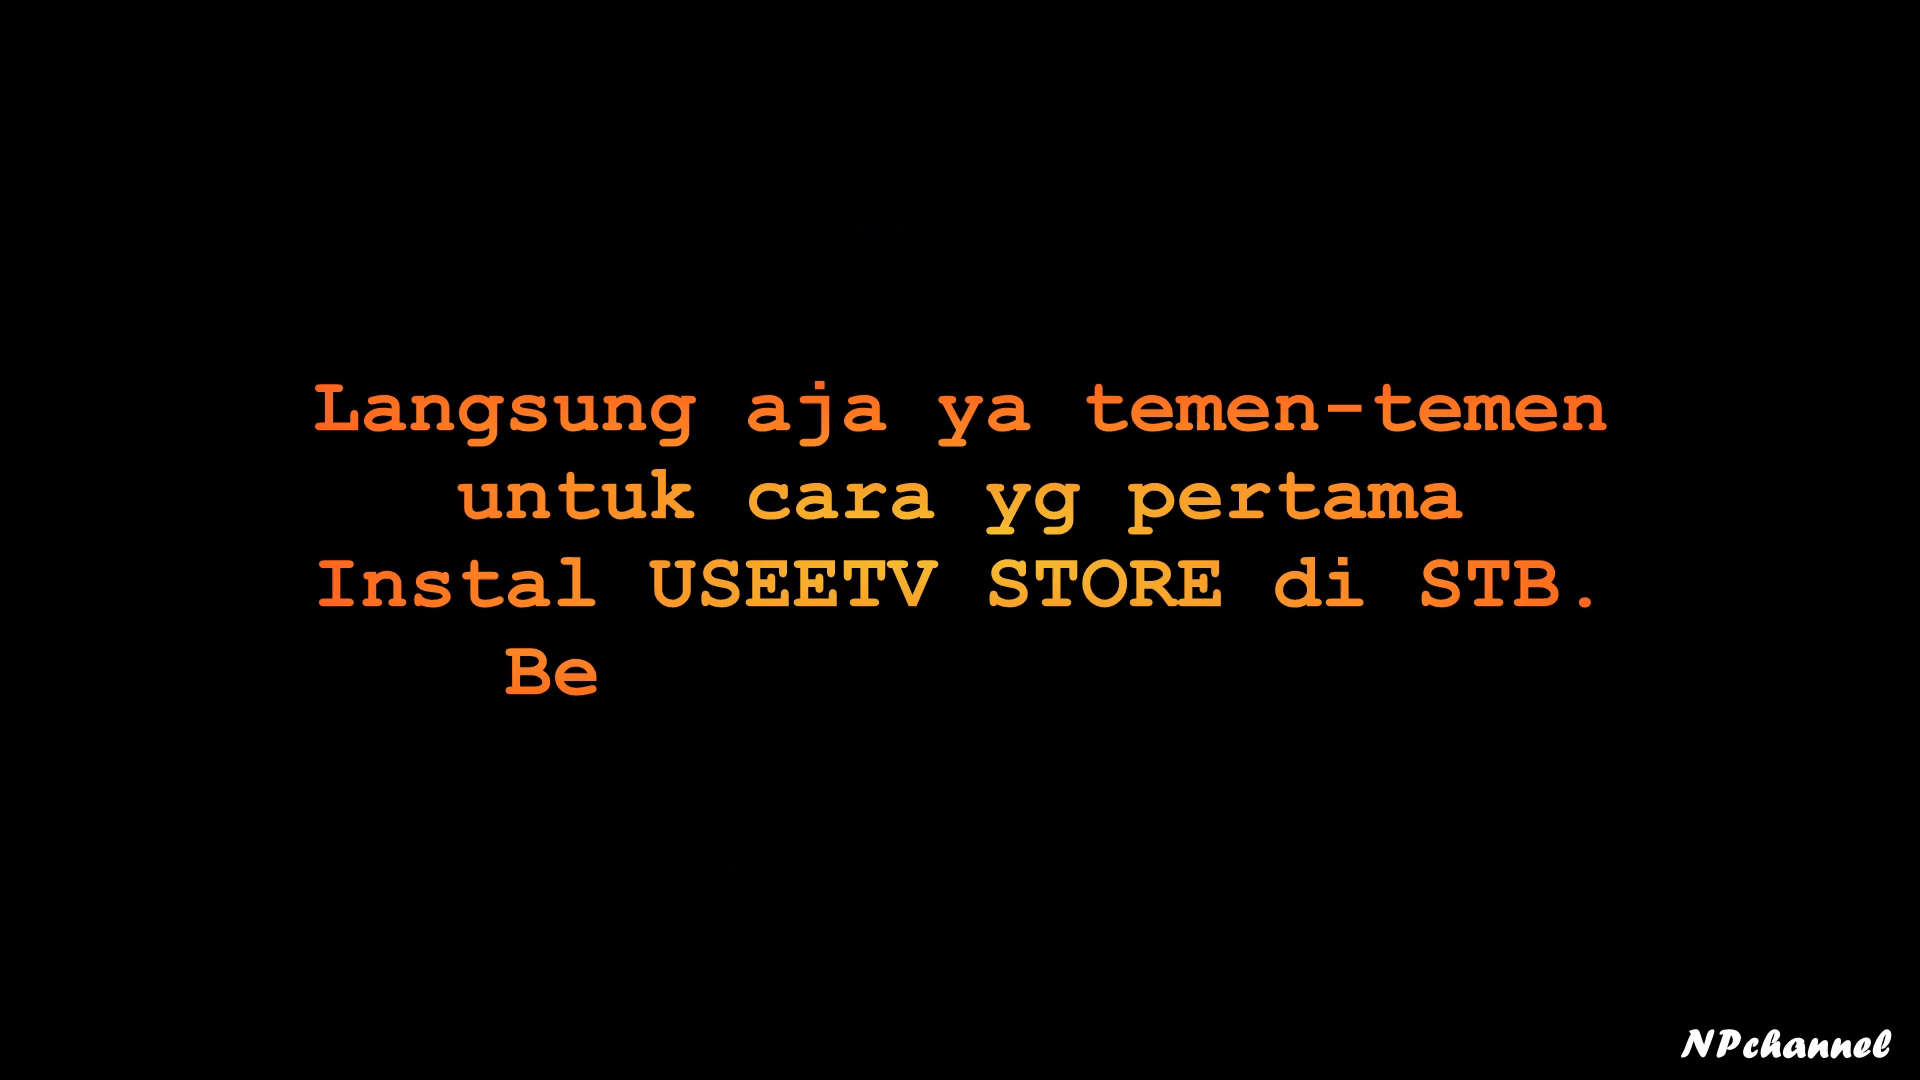 Langsung aja ya temen-temen
untuk cara yg pertama
Instal USEETV STORE di STB.
Be
NPchannel